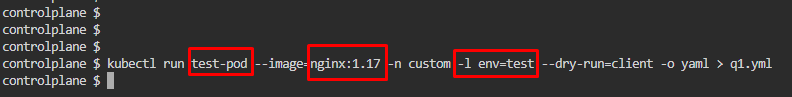 controlplane $
controlplane $
controlplane $
controlplane $ kubectl run test-pod --image=nginx:1.17 -n custom -l env=test --dry-run=client -o yaml > q1.yml
controlplane $